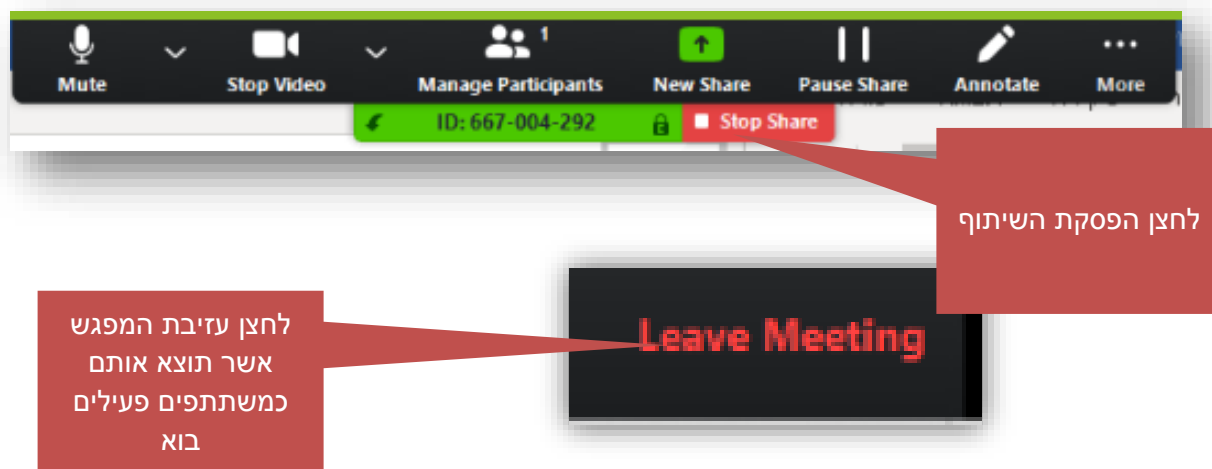 1
Mute Stop Video Manage Participants New Share Pause Share Annotate More
ID: 667-004-292 Stop Share
לחצן הפסקת השיתוף
Leave Meeting
לחצן עזיבת המפגש
אשר תוצא אותם
כמשתתפים פעילים
בוא